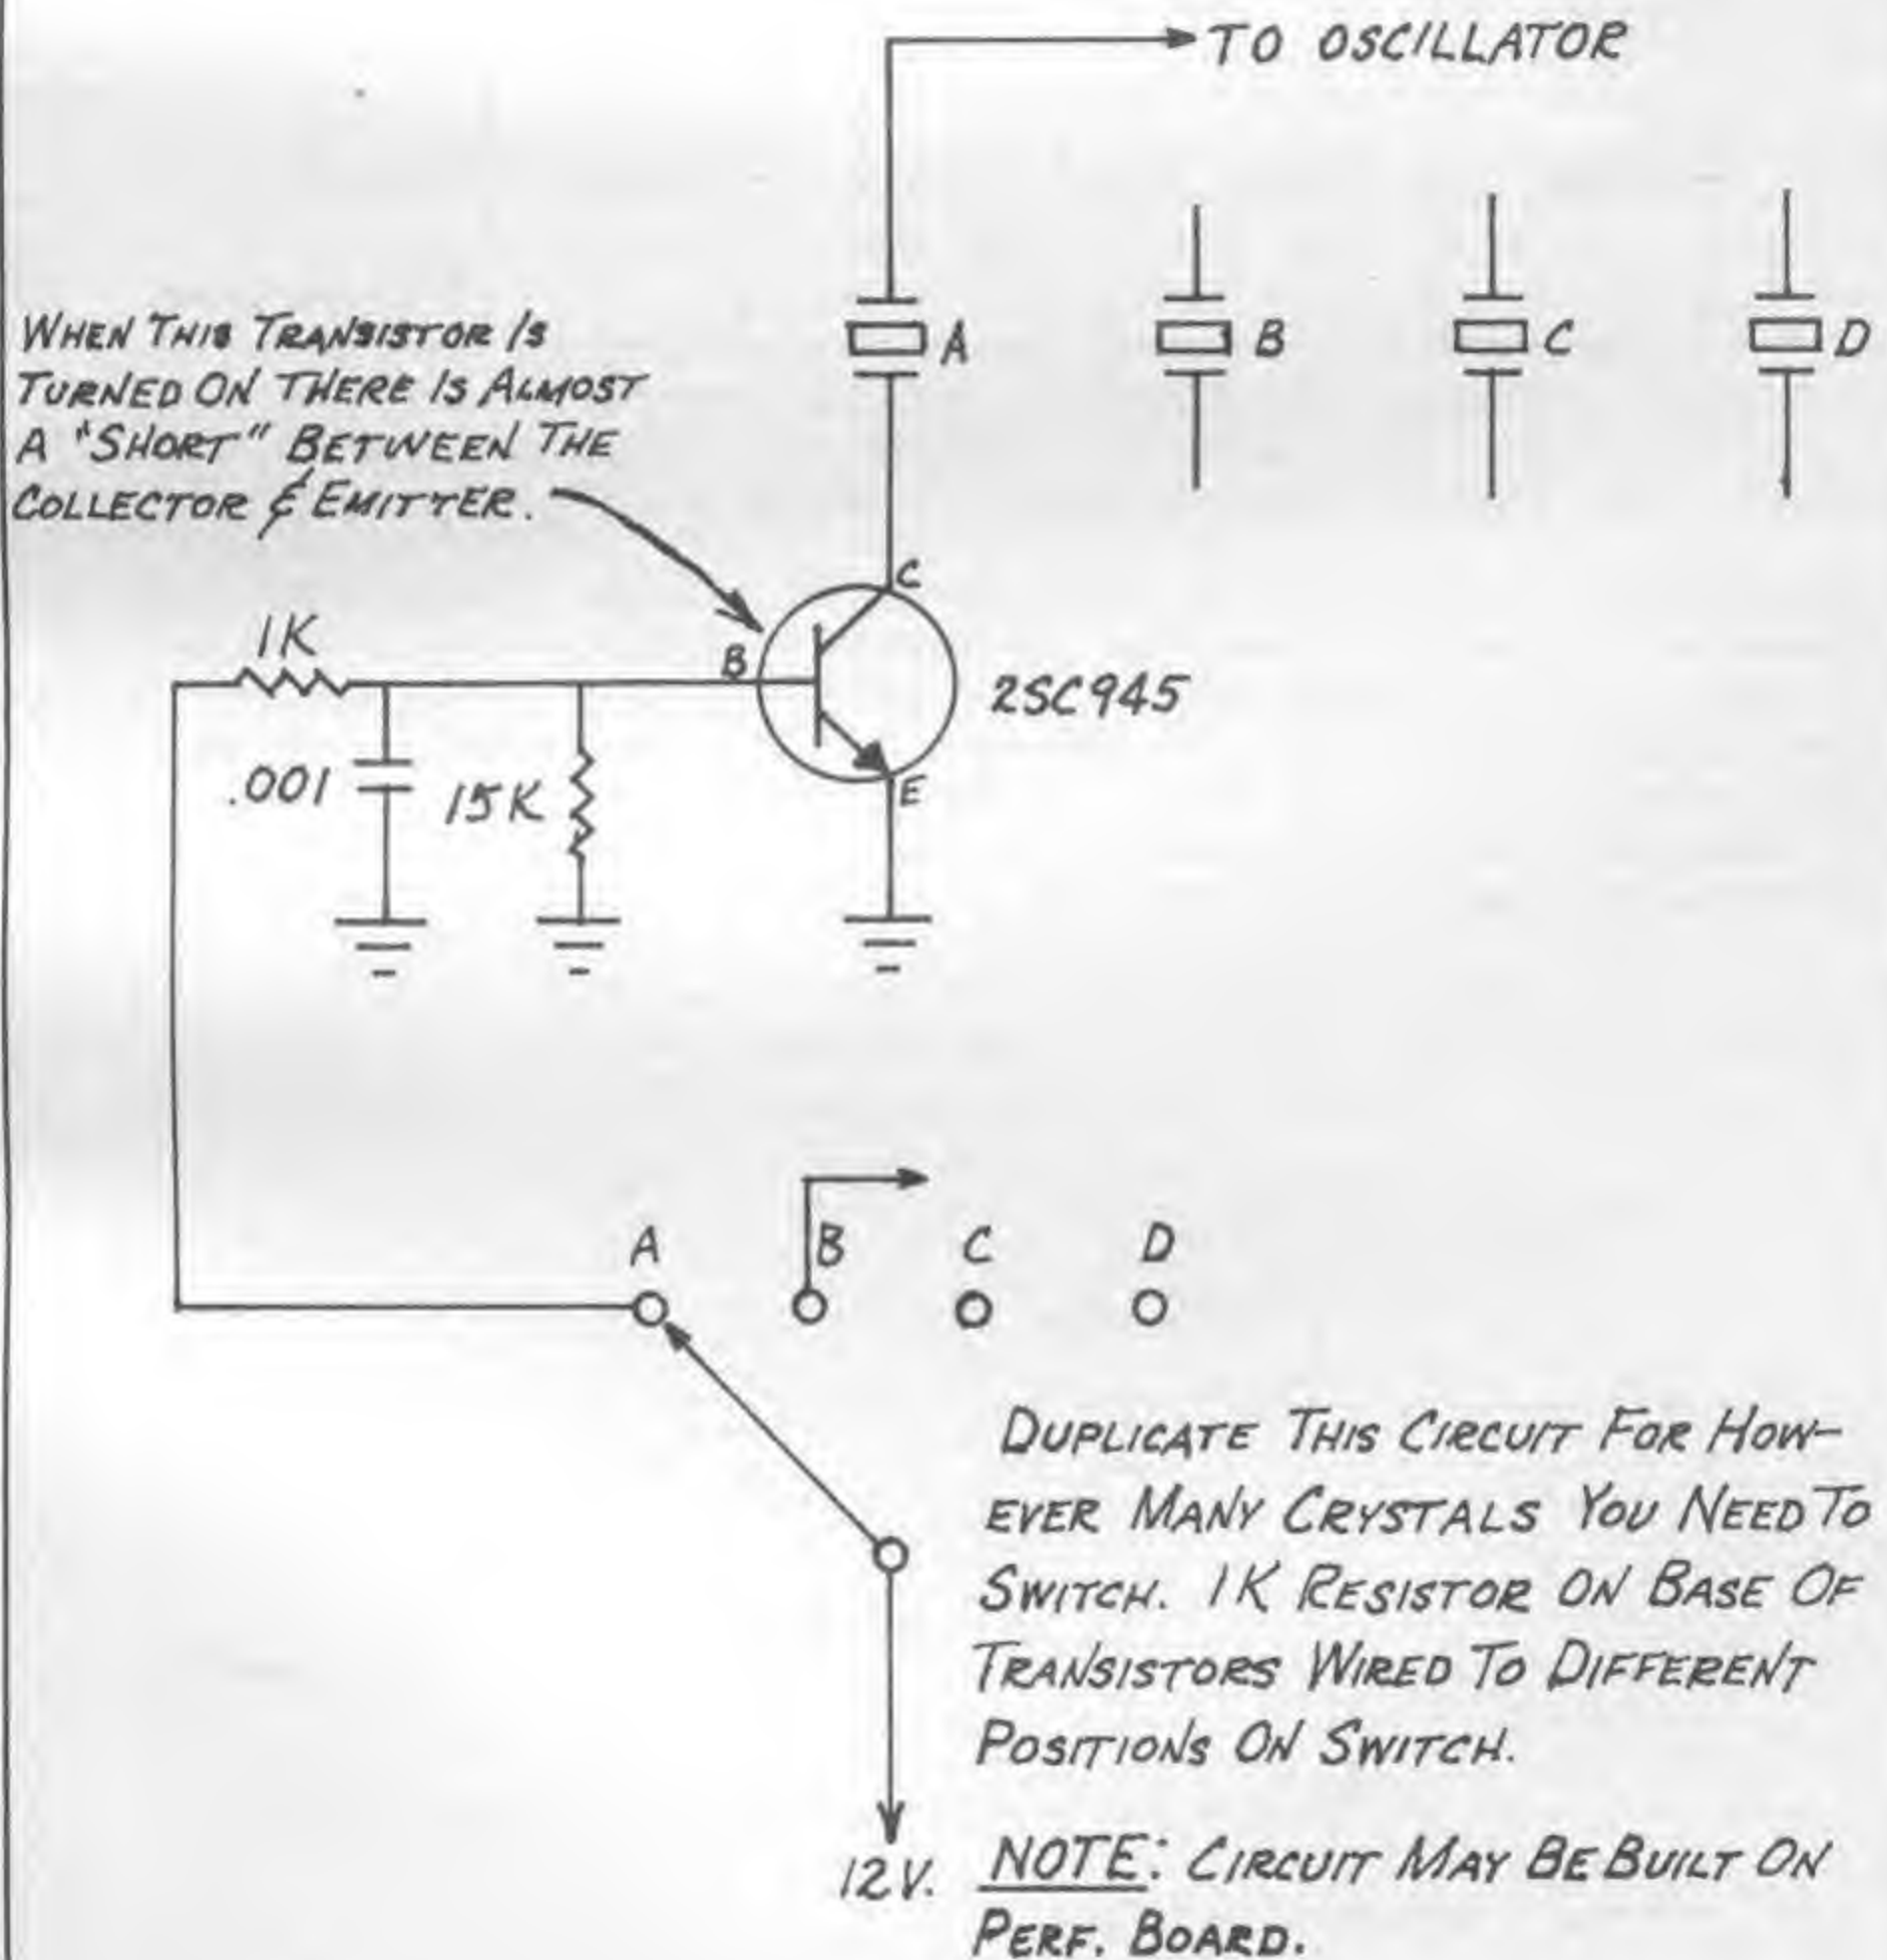 TO OSCILLATOR
A
B
C
D
WHEN THIS TRANSISTOR IS
TURNED ON THERE IS ALMOST
A "SHORT" BETWEEN THE
COLLECTOR & EMITTER.
C
1K
B
2SC945
.001
15K
E
A
B
C
D
DUPLICATE THIS CIRCUIT FOR HOW-
EVER MANY CRYSTALS YOU NEED TO
SWITCH. 1K RESISTOR ON BASE OF
TRANSISTORS WIRED TO DIFFERENT
POSITIONS ON SWITCH.
12V.
NOTE: CIRCUIT MAY BE BUILT ON
PERF. BOARD.